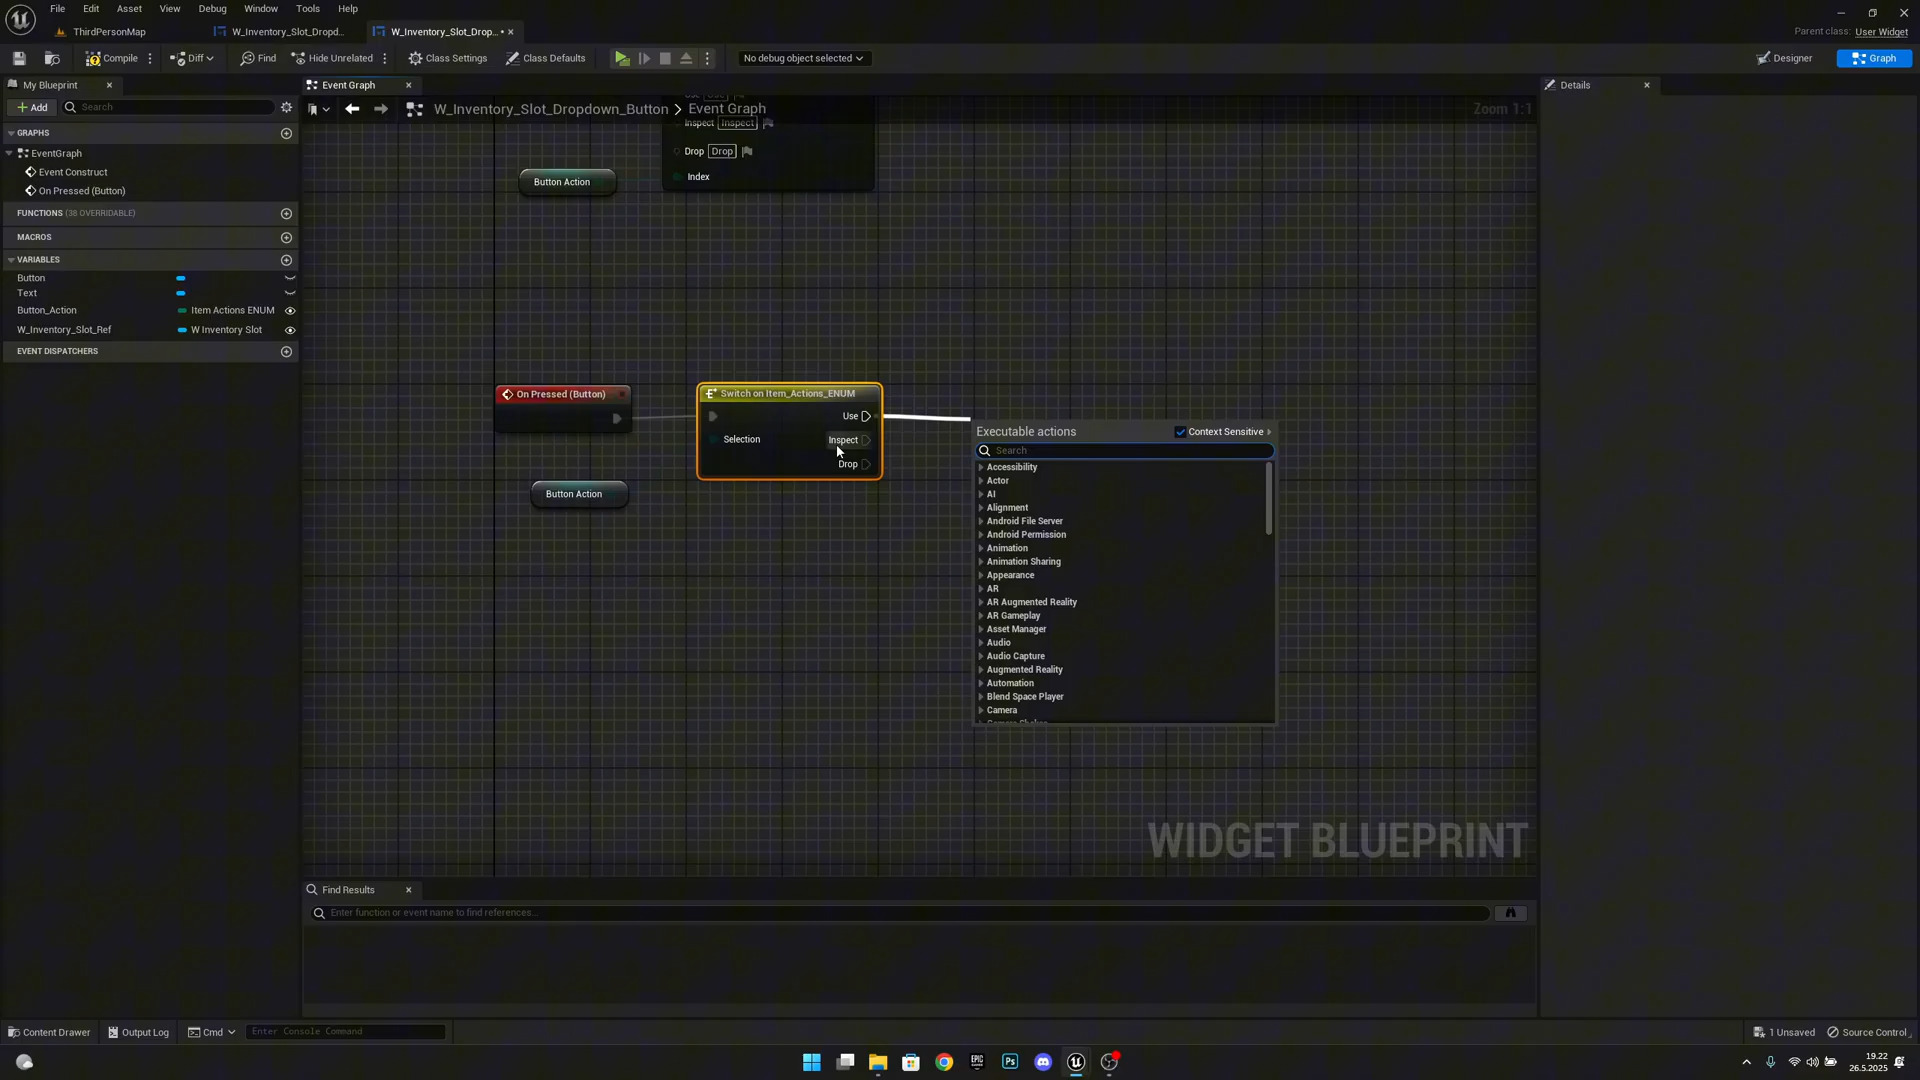 File Edit Asset View Debug Window Tools Help
ThirdPersonMap
W_Inventory_Slot_Dropd...
W_Inventory_Slot_Drop... •
Parent class: User Widget
Compile
Diff
Find
Hide Unrelated
Class Settings
Class Defaults
No debug object selected
Designer
Graph
My Blueprint
Event Graph
Details
Add
Search
W_Inventory_Slot_Dropdown_Button > Event Graph
Zoom 1:1
GRAPHS
EventGraph
Event Construct
On Pressed (Button)
FUNCTIONS (38 OVERRIDABLE)
MACROS
VARIABLES
Button
Text
Button_Action
Item Actions ENUM
W_Inventory_Slot_Ref
W Inventory Slot
EVENT DISPATCHERS
Inspect Inspect
Drop Drop
Index
Button Action
On Pressed (Button)
Switch on Item_Actions_ENUM
Use
Selection
Inspect
Drop
Button Action
Executable actions
Context Sensitive
Search
Accessibility
Actor
AI
Alignment
Android File Server
Android Permission
Animation
Animation Sharing
Appearance
AR
AR Augmented Reality
AR Gameplay
Asset Manager
Audio
Audio Capture
Augmented Reality
Automation
Blend Space Player
Camera
WIDGET BLUEPRINT
Find Results
Enter function or event name to find references...
Content Drawer
Output Log
Cmd
Enter Console Command
1 Unsaved
Source Control
EPIC
Ps
19.22
26.5.2025